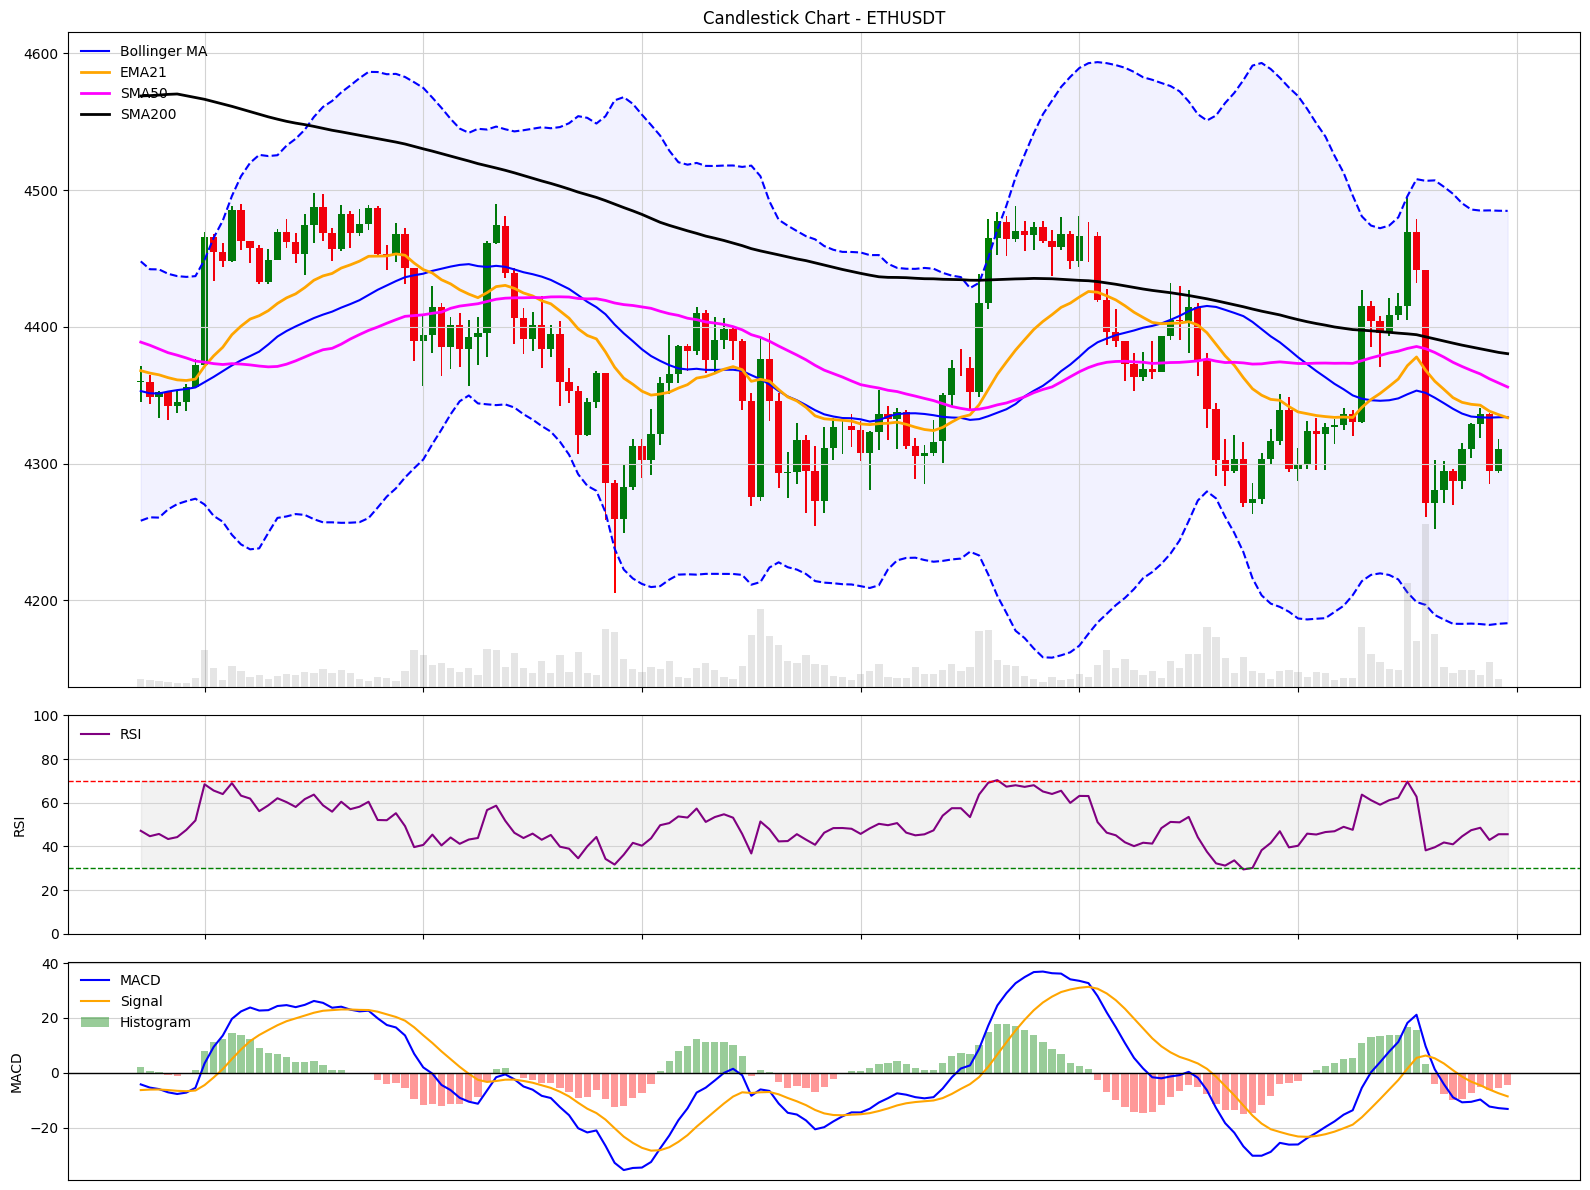 Candlestick Chart - ETHUSDT
4600
4500
4400
4300
4200
Bollinger MA
EMA21
SMA50
SMA200
100
80
60
40
20
0
RSI
RSI
40
20
0
−20
MACD
MACD
Signal
Histogram